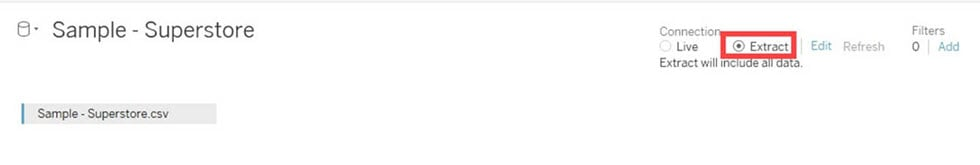 Sample - Superstore
Connection
Live Extract Edit Refresh
Extract will include all data.
Filters
0 Add
Sample - Superstore.csv